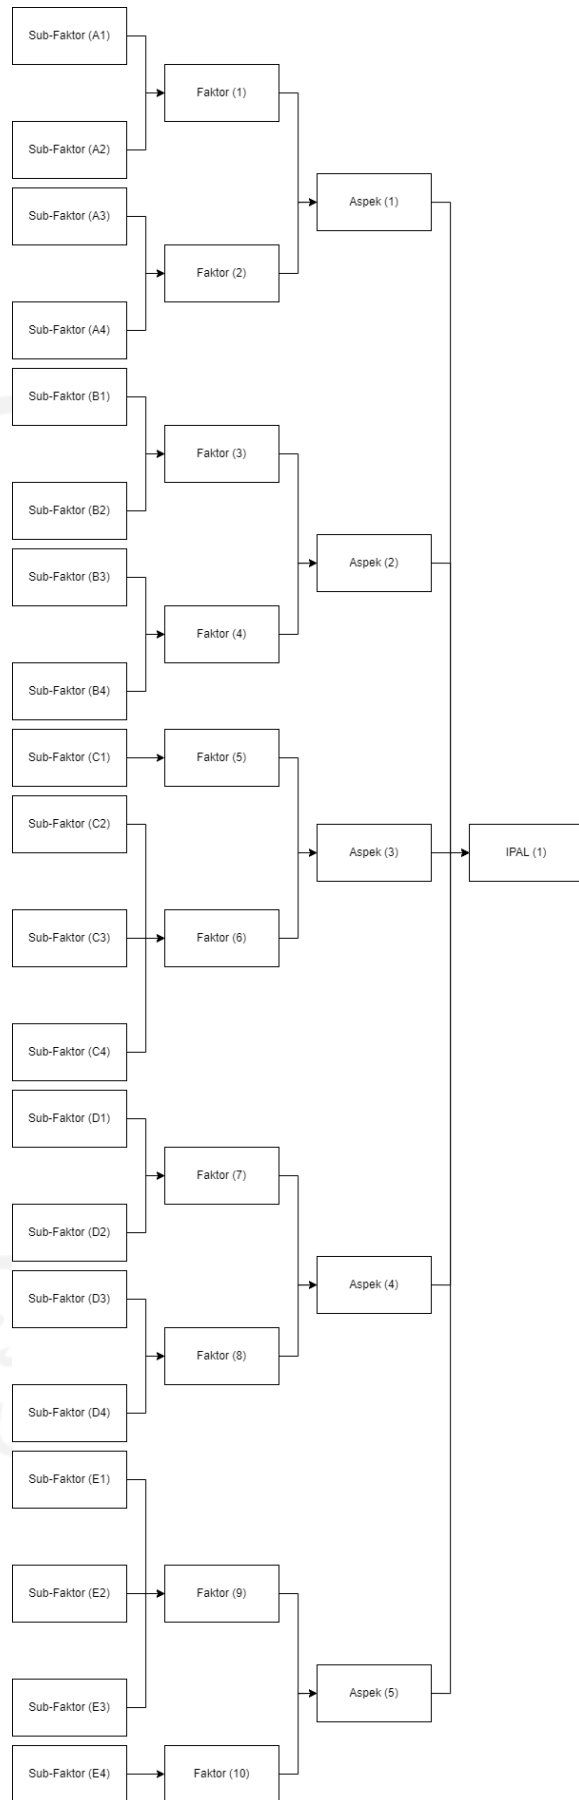 Sub-Faktor (A1)
Faktor (1)
Sub-Faktor (A2)
Sub-Faktor (A3)
Aspek (1)
Faktor (2)
Sub-Faktor (A4)
Sub-Faktor (B1)
Faktor (3)
Sub-Faktor (B2)
Sub-Faktor (B3)
Aspek (2)
Faktor (4)
Sub-Faktor (B4)
Sub-Faktor (C1)
Faktor (5)
Sub-Faktor (C2)
Aspek (3)
IPAL (1)
Sub-Faktor (C3)
Faktor (6)
Sub-Faktor (C4)
Sub-Faktor (D1)
Faktor (7)
Sub-Faktor (D2)
Sub-Faktor (D3)
Aspek (4)
Faktor (8)
Sub-Faktor (D4)
Sub-Faktor (E1)
Sub-Faktor (E2)
Faktor (9)
Sub-Faktor (E3)
Aspek (5)
Sub-Faktor (E4)
Faktor (10)